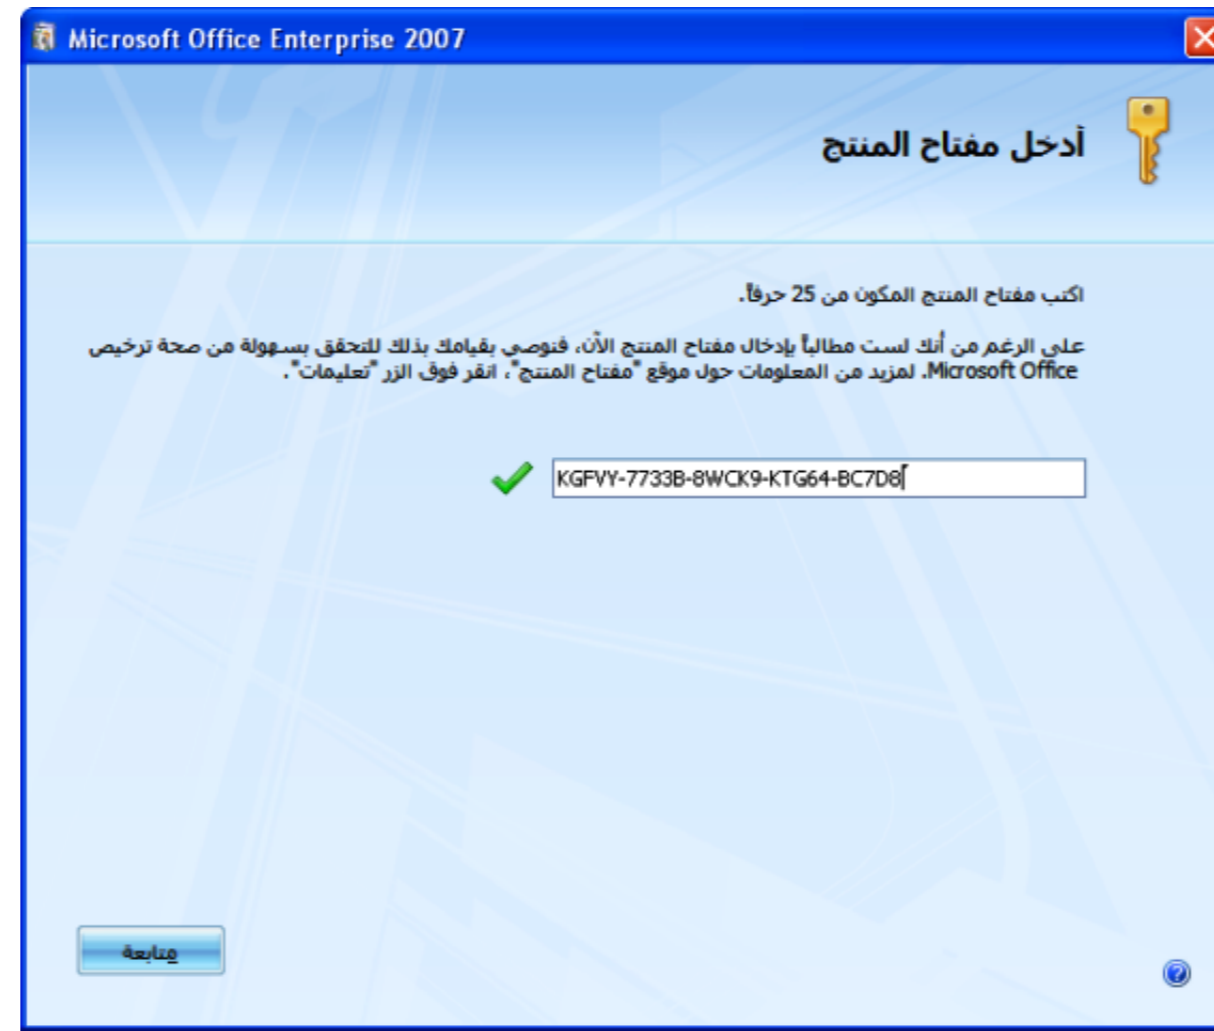 Microsoft Office Enterprise 2007
أدخل مفتاح المنتج
اكتب مفتاح المنتج المكون من 25 حرفاً.
على الرغم من أنك لست مطالباً بإدخال مفتاح المنتج الآن، فنوصي بقيامك بذلك للتحقق بسهولة من صحة ترخيص
Microsoft Office. لمزيد من المعلومات حول موقع "مفتاح المنتج"، انقر فوق الزر "تعليمات".
KGFVY-7733B-8WCK9-KTG64-BC7D8
متابعة